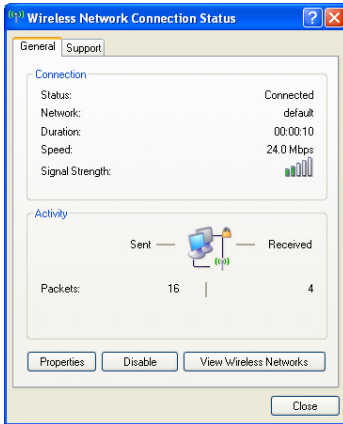 Wireless Network Connection Status
General Support
Connection
Status: Connected
Network: default
Duration: 00:00:10
Speed: 24.0 Mbps
Signal Strength:
Activity
Sent Received
Packets: 16 4
Properties Disable View Wireless Networks
Close